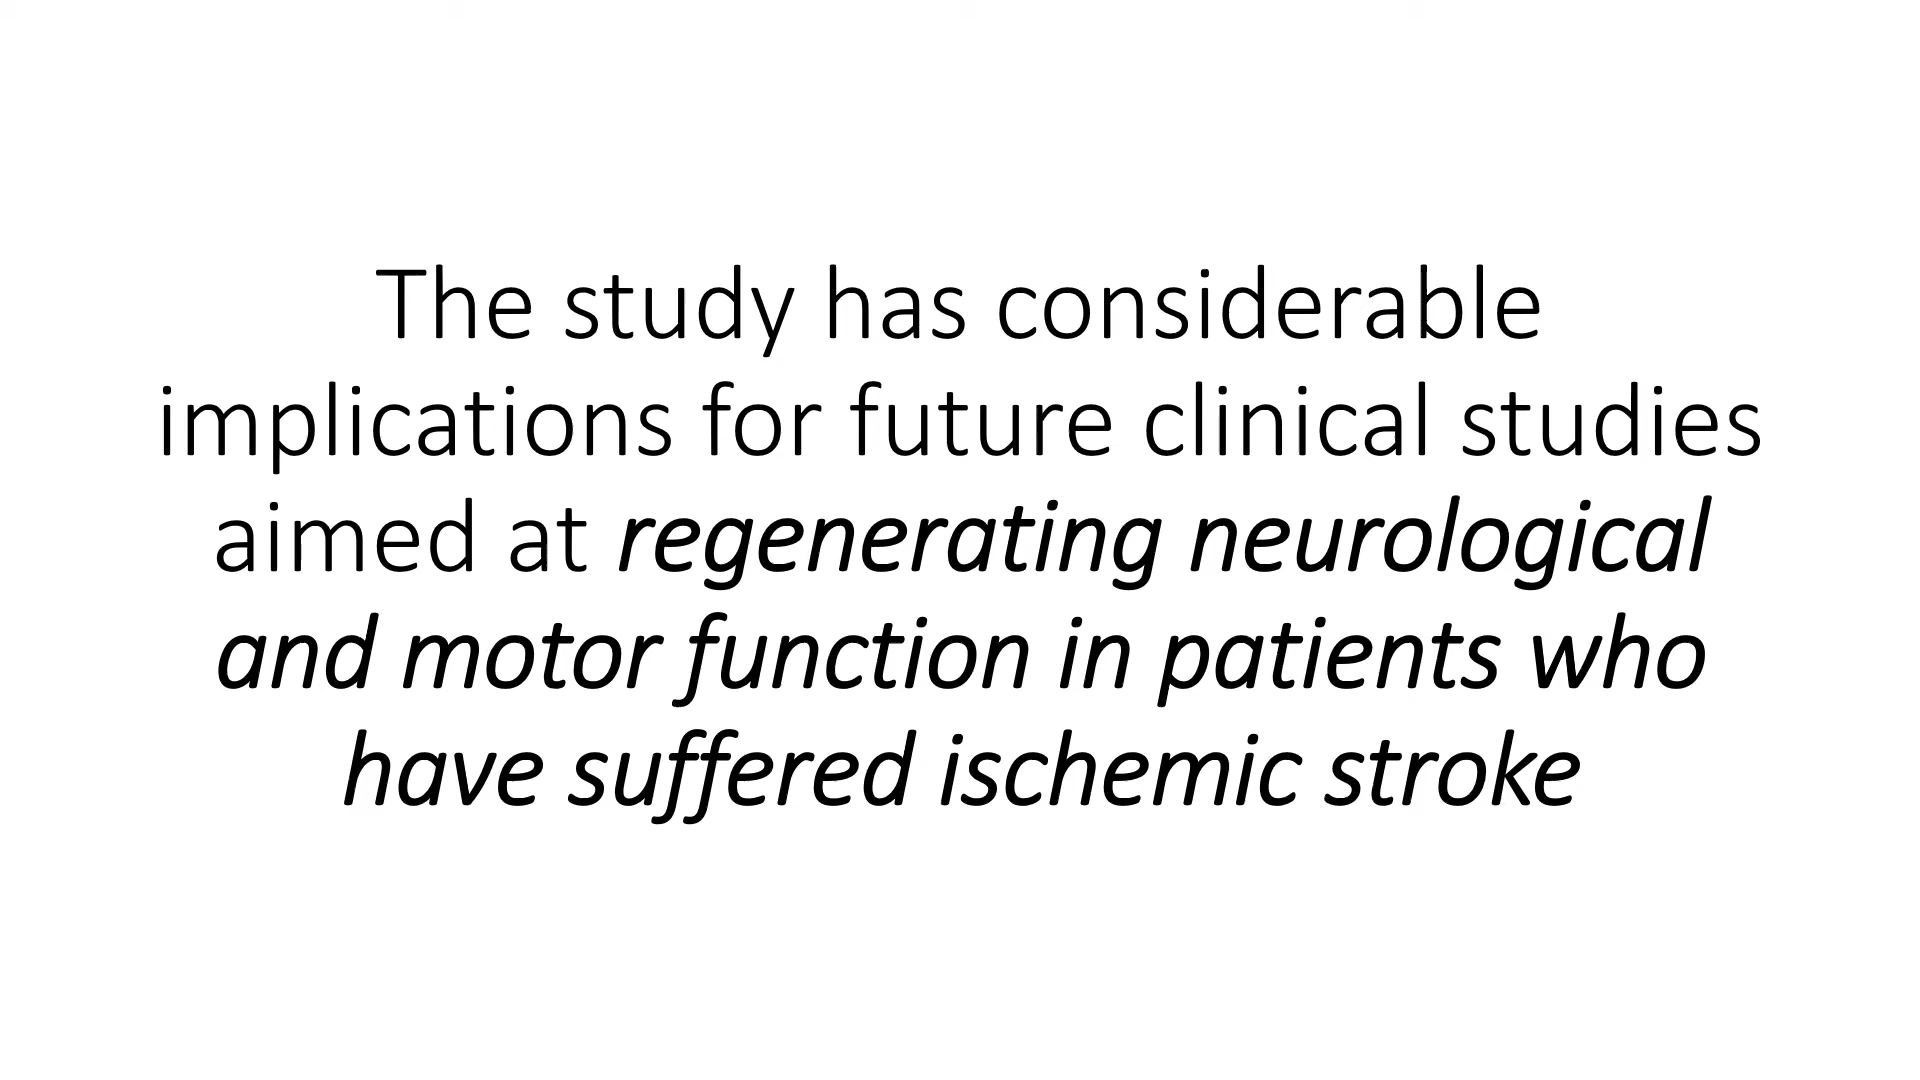 The study has considerable
implications for future clinical studies
aimed at regenerating neurological
and motor function in patients who
have suffered ischemic stroke